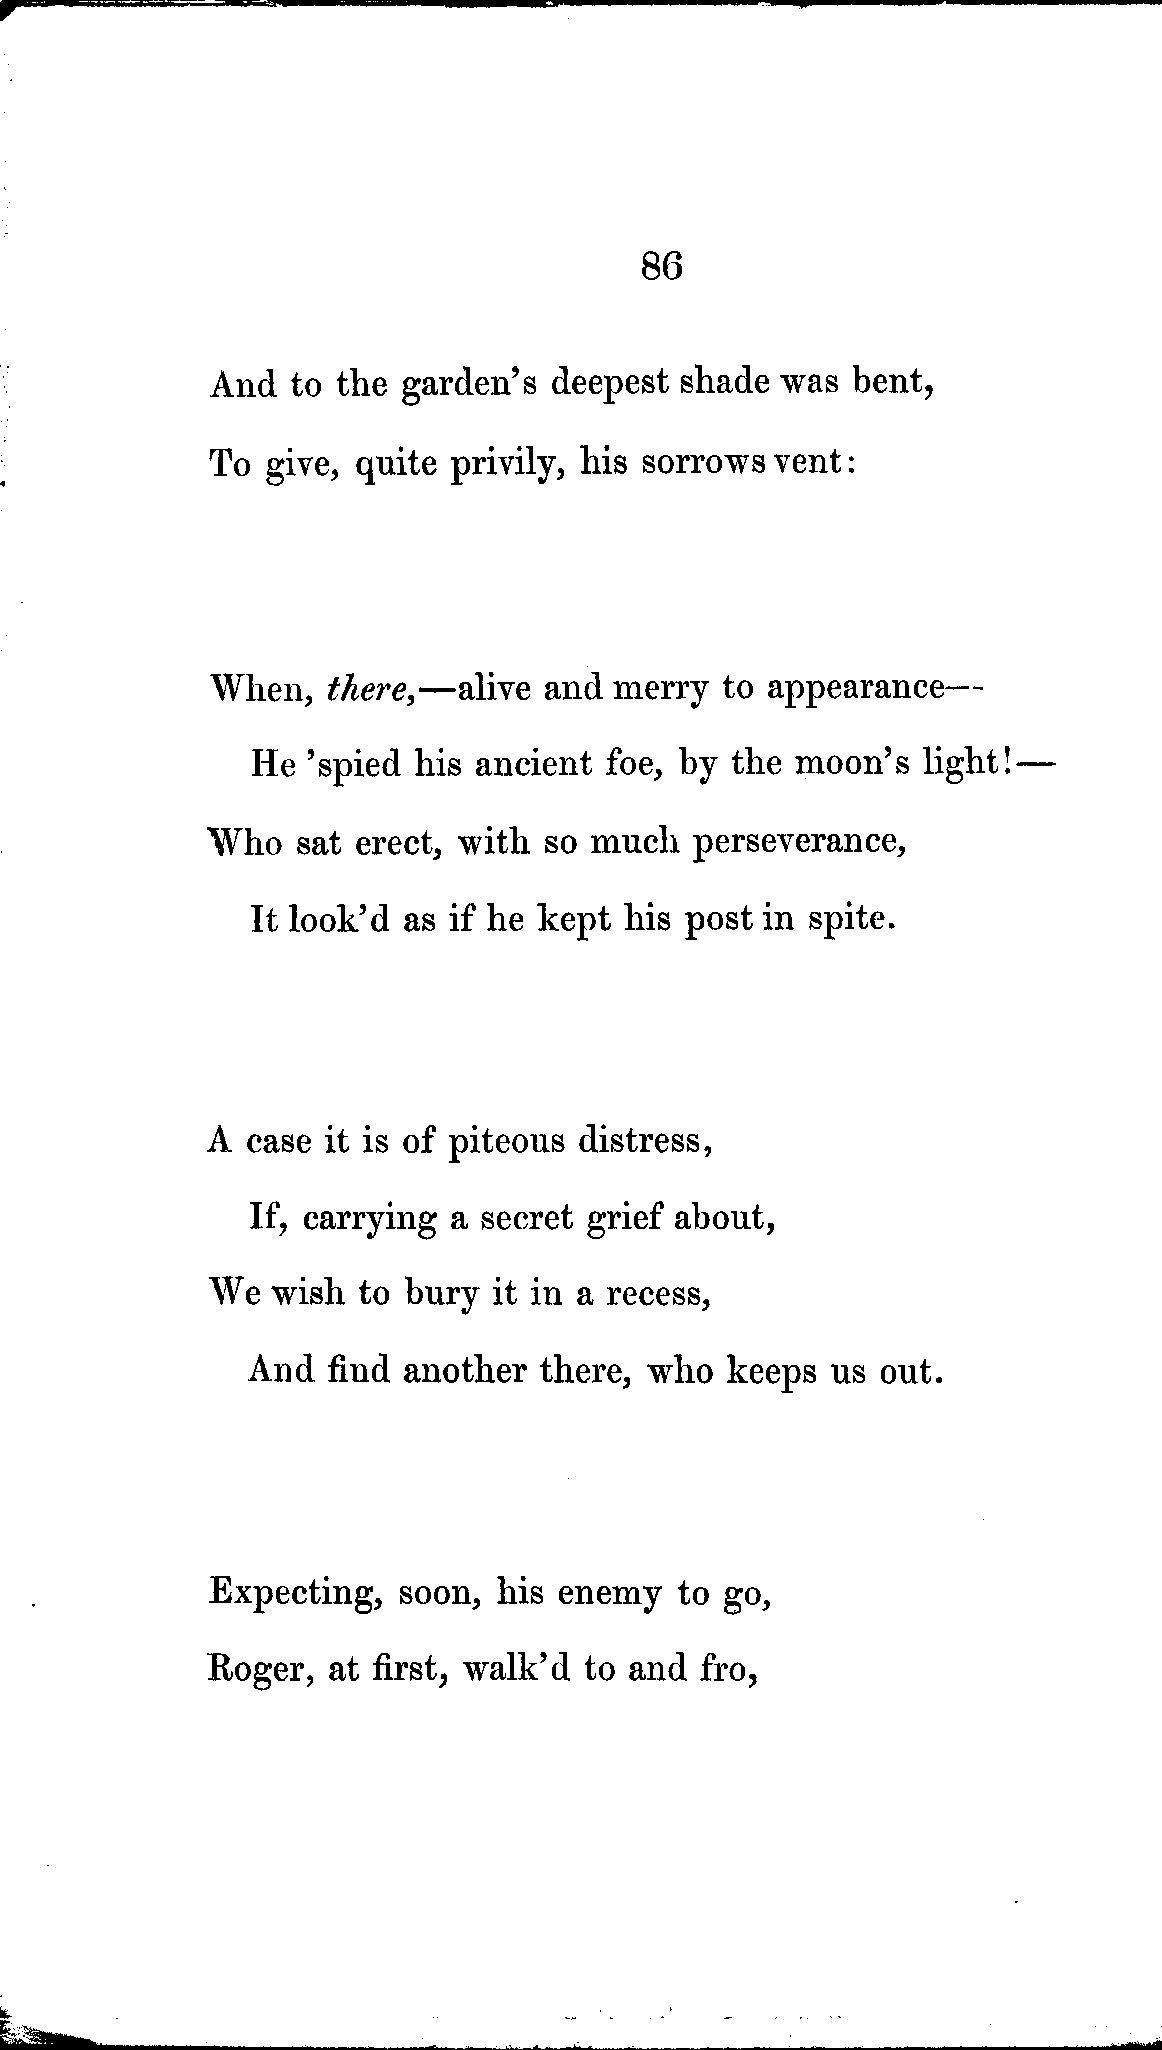 86
And to the garden's deepest shade was bent,
To give, quite privily, his sorrows vent:
When, there,—alive and merry to appearance—
He 'spied his ancient foe, by the moon's light!—
Who sat erect, with so much perseverance,
It look'd as if he kept his post in spite.
A case it is of piteous distress,
If, carrying a secret grief about,
We wish to bury it in a recess,
And find another there, who keeps us out.
Expecting, soon, his enemy to go,
Roger, at first, walk'd to and fro,